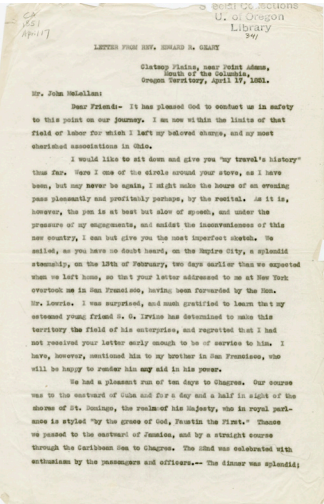 CA
1851
April 17
Special Collections
U. of Oregon
Library
341
LETTER FROM REV. EDWARD R. GEARY
Clatsop Plains, near Point Adams,
Mouth of the Columbia,
Oregon Territory, April 17, 1851.
Mr. John McLellan:
Dear Friend:- It has pleased God to conduct us in safety
to this point on our journey. I am now within the limits of that
field of labor for which I left my beloved charge, and my most
cherished associations in Ohio.
I would like to sit down and give you "my travel's history"
thus far. Were I one of the circle around your stove, as I have
been, but may never be again, I might make the hours of an evening
pass pleasantly and profitably perhaps, by the recital. As it is,
however, the pen is at best but slow of speech, and under the
pressure of my engagements, and amidst the inconveniences of this
new country, I can but give you the most imperfect sketch. We
sailed, as you have no doubt heard, on the Empire City, a splendid
steamship, on the 13th of February, two days earlier than we expected
when we left home, so that your letter addressed to me at New York
overtook me in San Francisco, having been forwarded by the Hon.
Mr. Lowrie. I was surprised, and much gratified to learn that my
esteemed young friend S. G. Irvine has determined to make this
territory the field of his enterprise, and regretted that I had
not received your letter early enough to be of service to him. I
have, however, mentioned him to my brother in San Francisco, who
will be happy to render him any aid in his power.
We had a pleasant run of ten days to Chagres. Our course
was to the eastward of Cuba and for a day and a half in sight of the
shores of St. Domingo, the realm of his Majesty, who in royal parl-
ance is styled "by the grace of God, Faustin the First." Thence
we passed to the eastward of Jamaica, and by a straight course
through the Caribbean Sea to Chagres. The 22nd was celebrated with
enthusiasm by the passengers and officers.-- The dinner was splendid;